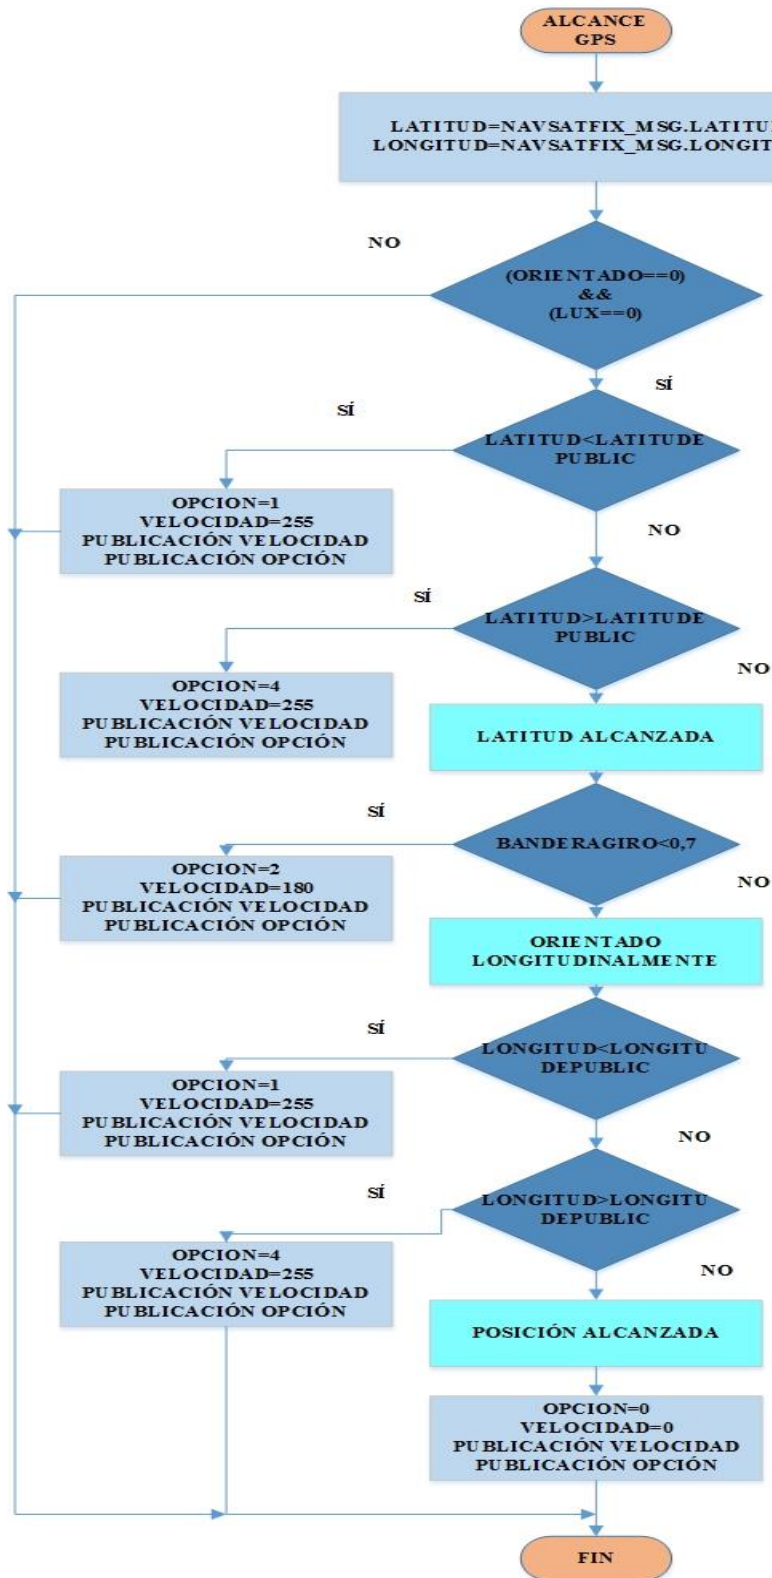 ALCANCE
GPS
LATITUD=NAVSATFIX_MSG.LATITU
LONGITUD=NAVSATFIX_MSG.LONGIT
NO
(ORIENTADO==0)
&&
(LUX==0)
SÍ
SÍ
LATITUD<LATITUDE
PUBLIC
OPCION=1
VELOCIDAD=255
PUBLICACIÓN VELOCIDAD
PUBLICACIÓN OPCIÓN
NO
SÍ
LATITUD>LATITUDE
PUBLIC
NO
OPCION=4
VELOCIDAD=255
PUBLICACIÓN VELOCIDAD
PUBLICACIÓN OPCIÓN
LATITUD ALCANZADA
SÍ
BANDERAGIRO<0,7
OPCION=2
VELOCIDAD=180
PUBLICACIÓN VELOCIDAD
PUBLICACIÓN OPCIÓN
NO
ORIENTADO
LONGITUDINALMENTE
SÍ
LONGITUD<LONGITU
DEPUBLIC
OPCION=1
VELOCIDAD=255
PUBLICACIÓN VELOCIDAD
PUBLICACIÓN OPCIÓN
NO
SÍ
LONGITUD>LONGITU
DEPUBLIC
OPCION=4
VELOCIDAD=255
PUBLICACIÓN VELOCIDAD
PUBLICACIÓN OPCIÓN
NO
POSICIÓN ALCANZADA
OPCION=0
VELOCIDAD=0
PUBLICACIÓN VELOCIDAD
PUBLICACIÓN OPCIÓN
FIN